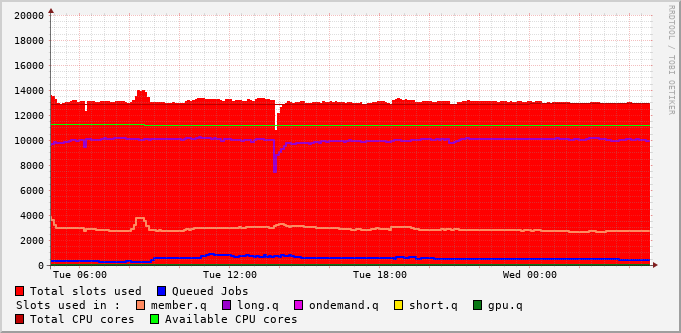 RRDTOOL / TOBI OETIKER
20000
18000
16000
14000
12000
10000
8000
6000
4000
2000
0
Tue 06:00 Tue 12:00 Tue 18:00 Wed 00:00
Total slots used Queued Jobs
Slots used in : member.q long.q ondemand.q short.q gpu.q
Total CPU cores Available CPU cores